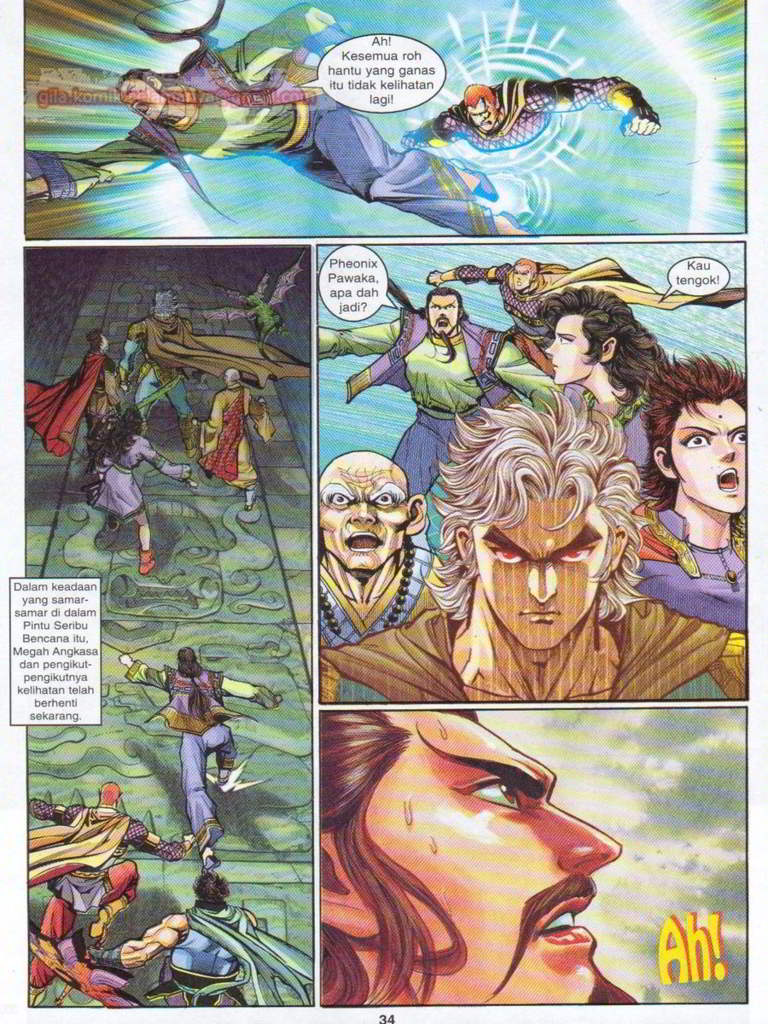 Ah!
Kesemua roh
hantu yang ganas
itu tidak kelihatan
lagi!
Pheonix
Pawaka,
apa dah
jadi?
Kau
tengok!
Dalam keadaan
yang samar-
samar di dalam
Pintu Seribu
Bencana itu,
Megah Angkasa
dan pengikut-
pengikutnya
kelihatan telah
berhenti
sekarang.
Ah!
34